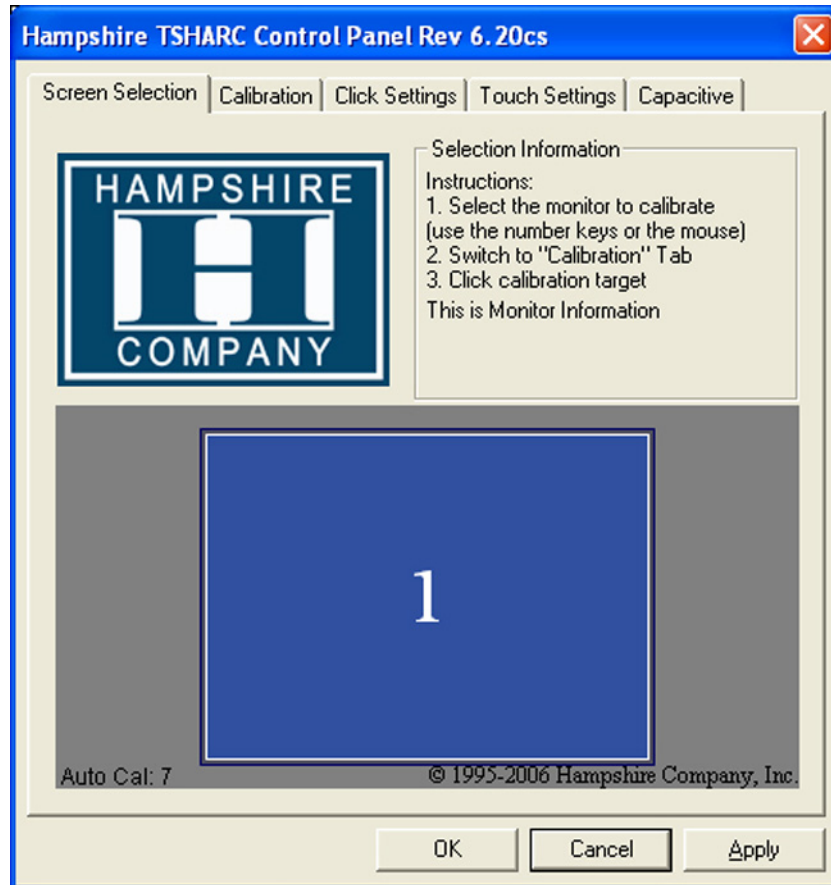 Hampshire TSHARC Control Panel Rev 6.20cs
Screen Selection Calibration Click Settings Touch Settings Capacitive
HAMPSHIRE
H
COMPANY
Selection Information
Instructions:
1. Select the monitor to calibrate
(use the number keys or the mouse)
2. Switch to "Calibration" Tab
3. Click calibration target
This is Monitor Information
1
Auto Cal: 7
© 1995-2006 Hampshire Company, Inc.
OK Cancel Apply